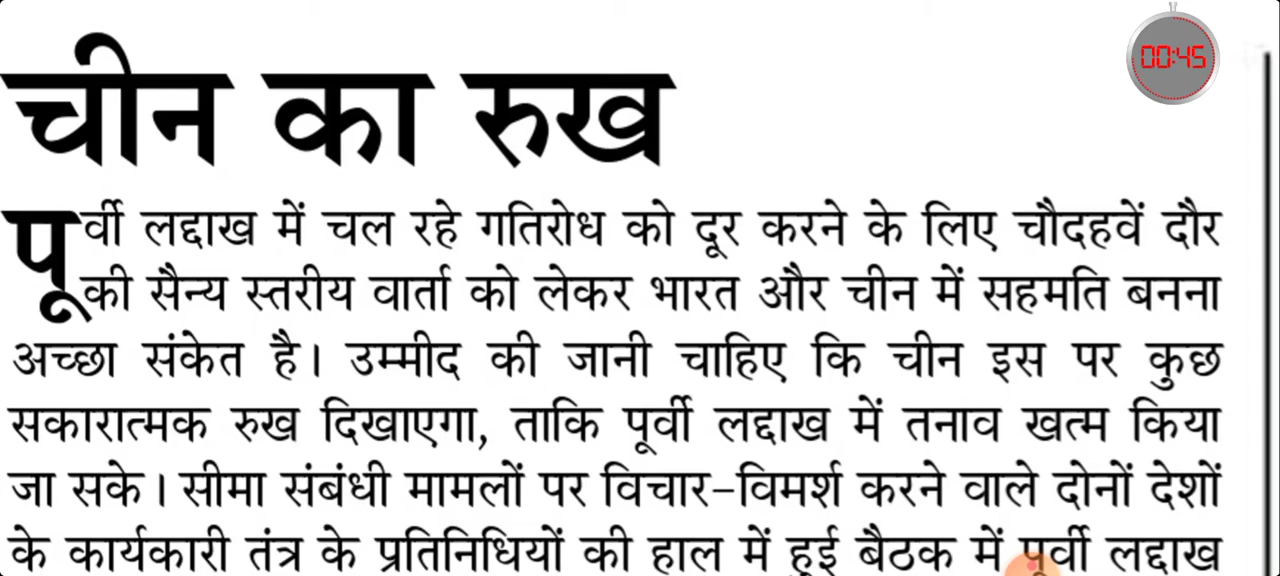 00:45
चीन का रुख
पूर्वी लद्दाख में चल रहे गतिरोध को दूर करने के लिए चौदहवें दौर
की सैन्य स्तरीय वार्ता को लेकर भारत और चीन में सहमति बनना
अच्छा संकेत है। उम्मीद की जानी चाहिए कि चीन इस पर कुछ
सकारात्मक रुख दिखाएगा, ताकि पूर्वी लद्दाख में तनाव खत्म किया
जा सके। सीमा संबंधी मामलों पर विचार-विमर्श करने वाले दोनों देशों
के कार्यकारी तंत्र के प्रतिनिधियों की हाल में हुई बैठक में पूर्वी लद्दाख